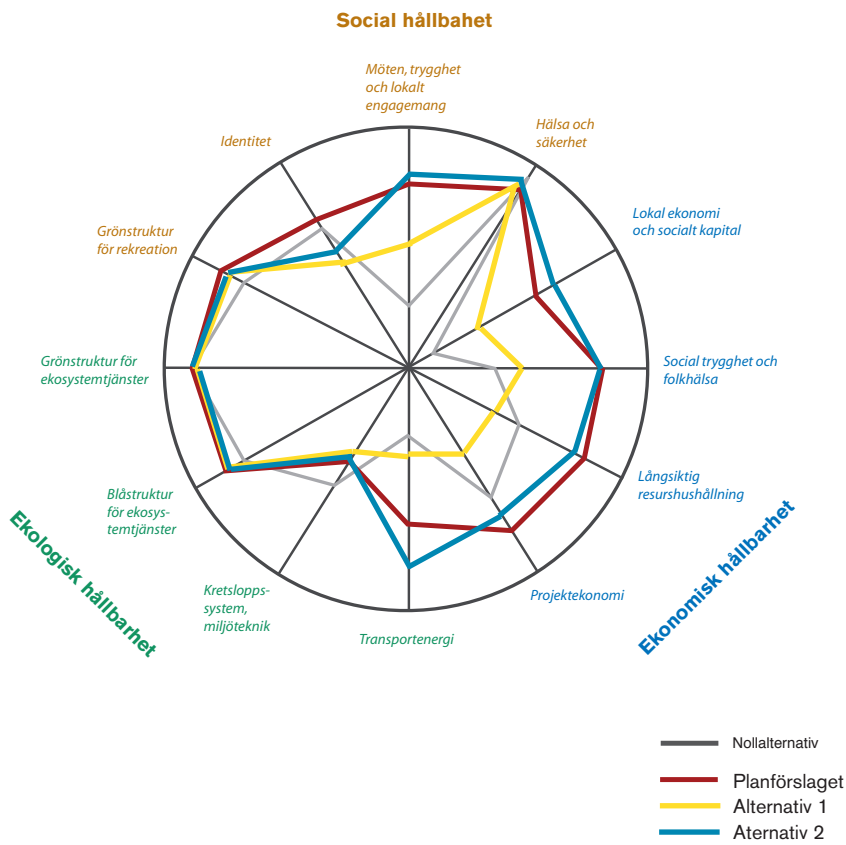 Social hållbahet
Möten, trygghet
och lokalt
engagemang
Hälsa och
säkerhet
Identitet
Lokal ekonomi
och socialt kapital
Grönstruktur
för rekreation
Grönstruktur för
ekosystemtjänster
Social trygghet och
folkhälsa
Långsiktig
resurshushållning
Blåstruktur
för ekosys-
temtjänster
Ekologisk hållbarhet
Ekonomisk hållbarhet
Kretslopps-
system,
miljöteknik
Projektekonomi
Transportenergi
Nollalternativ
Planförslaget
Alternativ 1
Aternativ 2